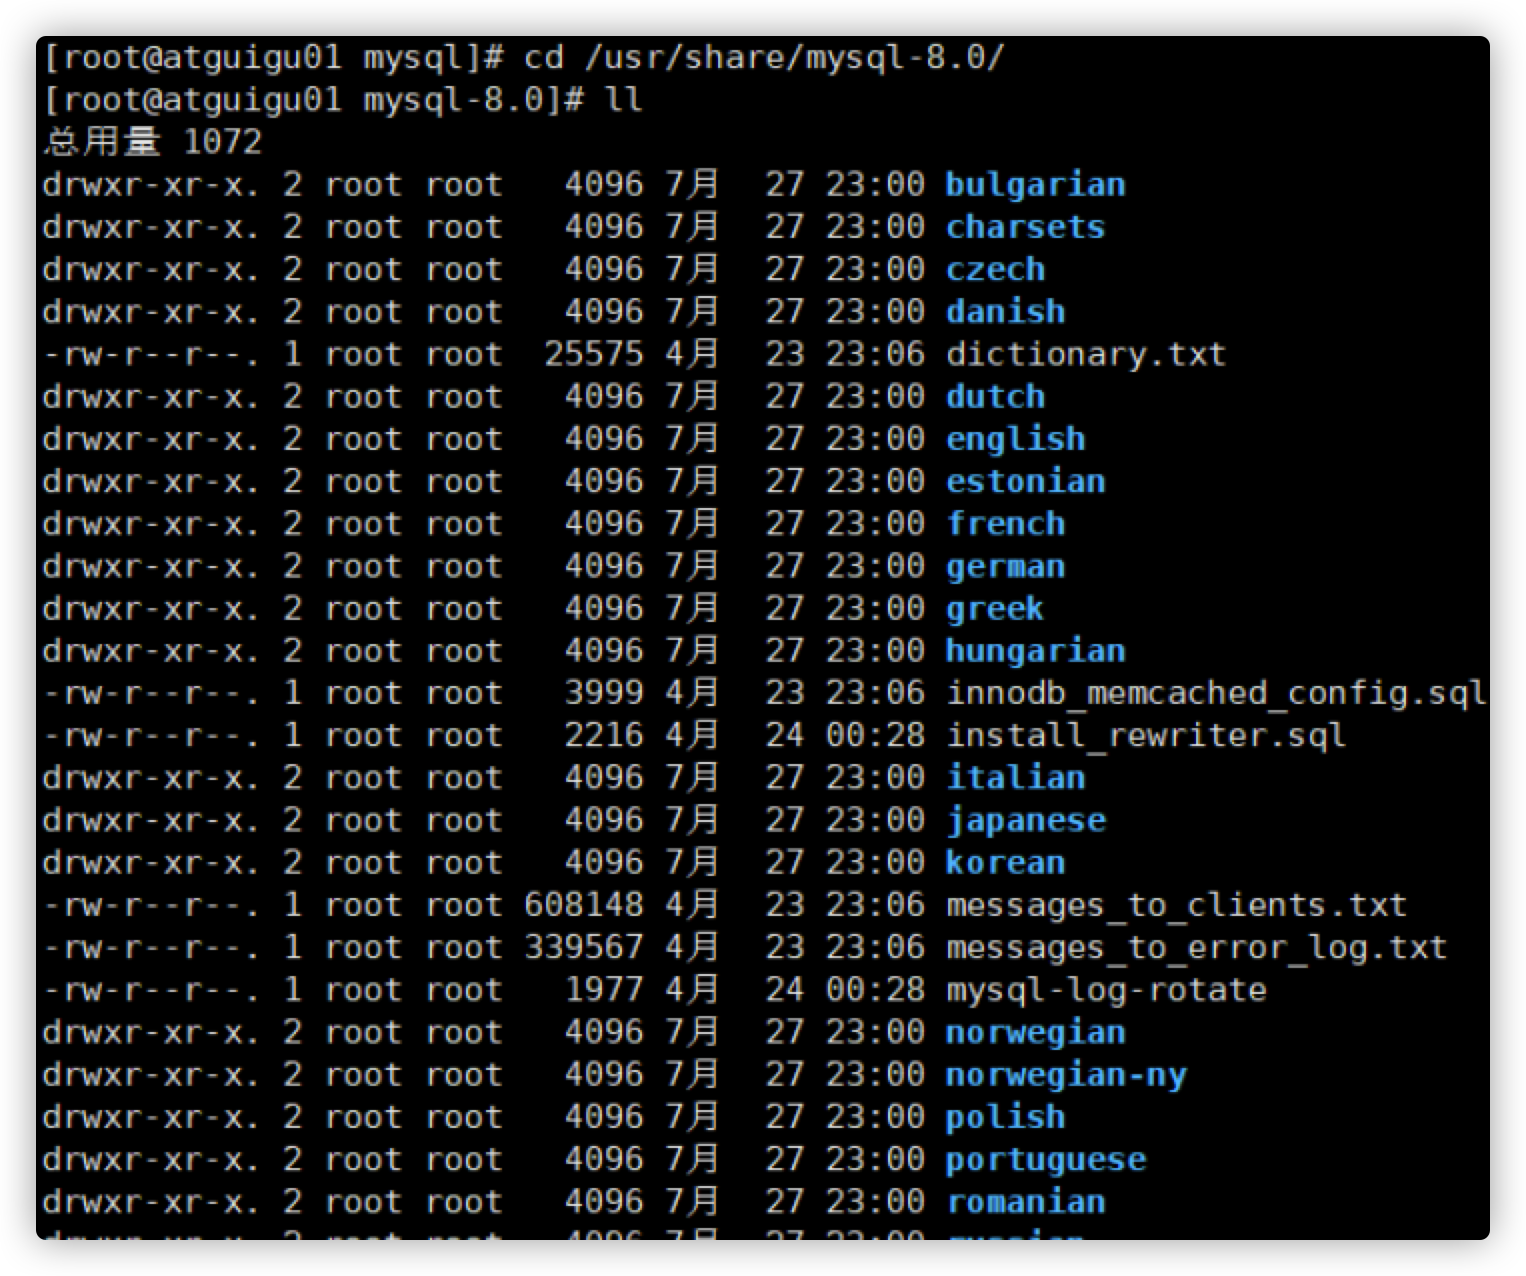 [root@atguigu01 mysql]# cd /usr/share/mysql-8.0/
[root@atguigu01 mysql-8.0]# ll
总用量 1072
drwxr-xr-x. 2 root root   4096 7月  27 23:00 bulgarian
drwxr-xr-x. 2 root root   4096 7月  27 23:00 charsets
drwxr-xr-x. 2 root root   4096 7月  27 23:00 czech
drwxr-xr-x. 2 root root   4096 7月  27 23:00 danish
-rw-r--r--. 1 root root  25575 4月  23 23:06 dictionary.txt
drwxr-xr-x. 2 root root   4096 7月  27 23:00 dutch
drwxr-xr-x. 2 root root   4096 7月  27 23:00 english
drwxr-xr-x. 2 root root   4096 7月  27 23:00 estonian
drwxr-xr-x. 2 root root   4096 7月  27 23:00 french
drwxr-xr-x. 2 root root   4096 7月  27 23:00 german
drwxr-xr-x. 2 root root   4096 7月  27 23:00 greek
drwxr-xr-x. 2 root root   4096 7月  27 23:00 hungarian
-rw-r--r--. 1 root root   3999 4月  23 23:06 innodb_memcached_config.sql
-rw-r--r--. 1 root root   2216 4月  24 00:28 install_rewriter.sql
drwxr-xr-x. 2 root root   4096 7月  27 23:00 italian
drwxr-xr-x. 2 root root   4096 7月  27 23:00 japanese
drwxr-xr-x. 2 root root   4096 7月  27 23:00 korean
-rw-r--r--. 1 root root 608148 4月  23 23:06 messages_to_clients.txt
-rw-r--r--. 1 root root 339567 4月  23 23:06 messages_to_error_log.txt
-rw-r--r--. 1 root root   1977 4月  24 00:28 mysql-log-rotate
drwxr-xr-x. 2 root root   4096 7月  27 23:00 norwegian
drwxr-xr-x. 2 root root   4096 7月  27 23:00 norwegian-ny
drwxr-xr-x. 2 root root   4096 7月  27 23:00 polish
drwxr-xr-x. 2 root root   4096 7月  27 23:00 portuguese
drwxr-xr-x. 2 root root   4096 7月  27 23:00 romanian